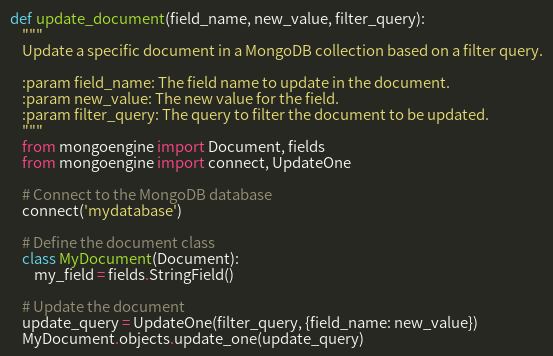 def update_document(field_name, new_value, filter_query):
"""
Update a specific document in a MongoDB collection based on a filter query.
:param field_name: The field name to update in the document.
:param new_value: The new value for the field.
:param filter_query: The query to filter the document to be updated.
"""
from mongoengine import Document, fields
from mongoengine import connect, UpdateOne
# Connect to the MongoDB database
connect('mydatabase')
# Define the document class
class MyDocument(Document):
my_field = fields.StringField()
# Update the document
update_query = UpdateOne(filter_query, {field_name: new_value})
MyDocument.objects.update_one(update_query)